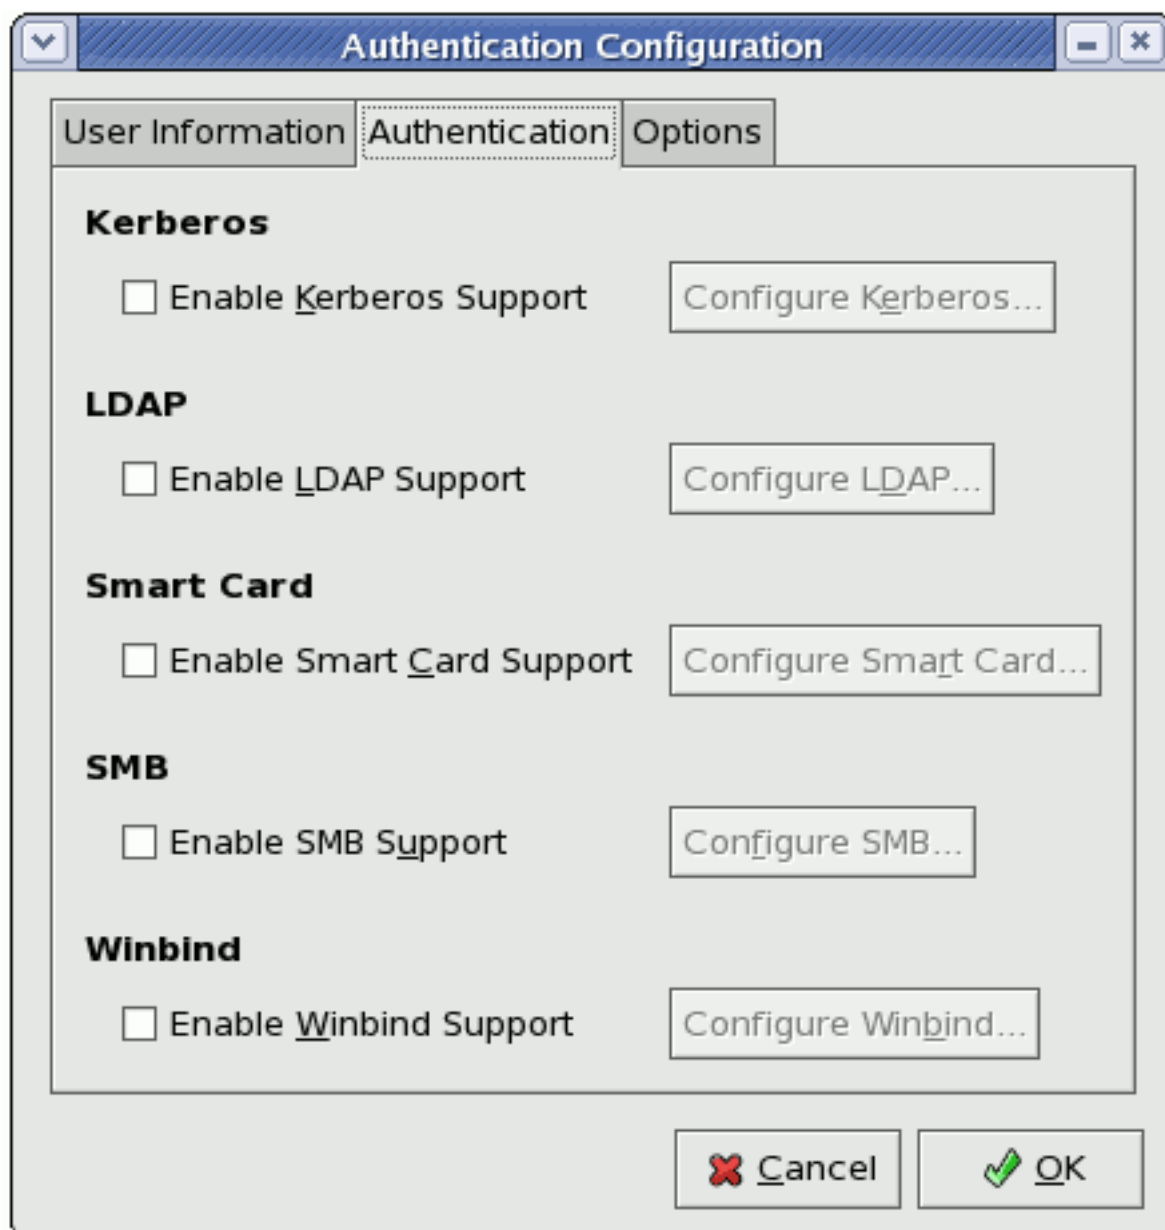 Authentication Configuration
User Information Authentication Options
Kerberos
Enable Kerberos Support Configure Kerberos...
LDAP
Enable LDAP Support Configure LDAP...
Smart Card
Enable Smart Card Support Configure Smart Card...
SMB
Enable SMB Support Configure SMB...
Winbind
Enable Winbind Support Configure Winbind...
Cancel OK